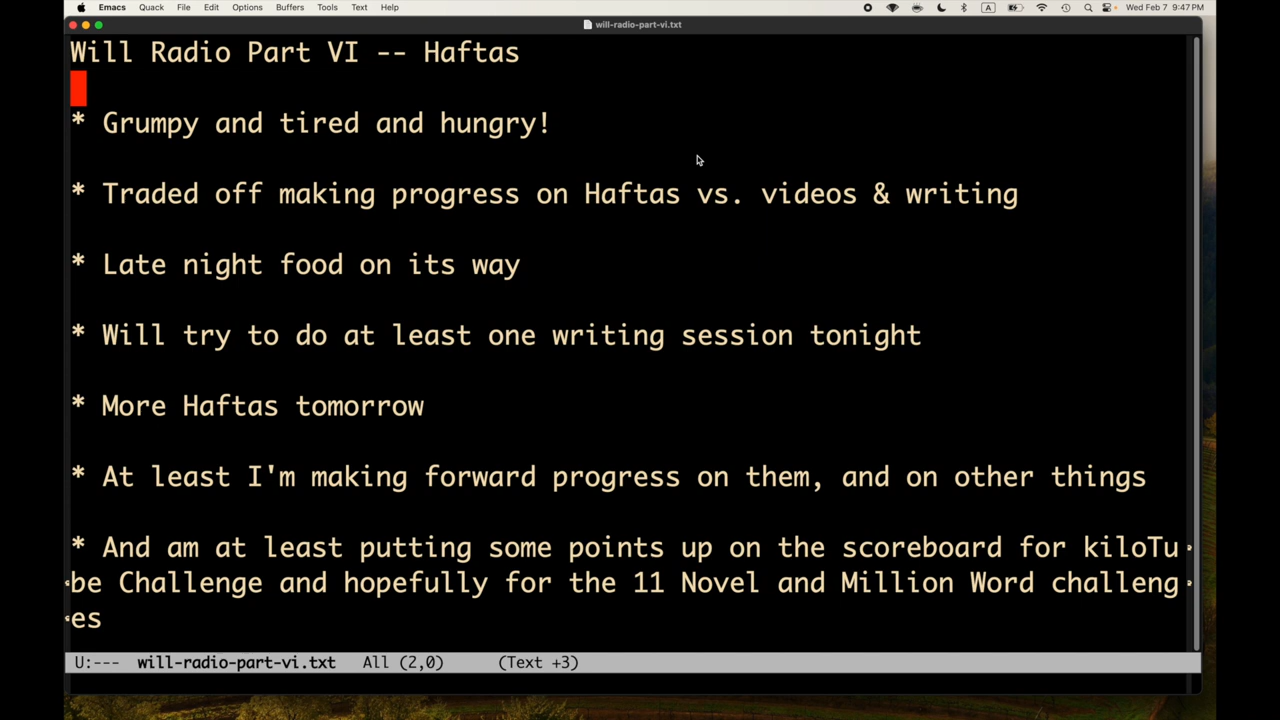 Emacs Quack File Edit Options Buffers Tools Text Help A Wed Feb 7 9:47 PM
will-radio-part-vi.txt
Will Radio Part VI -- Haftas
* Grumpy and tired and hungry!
* Traded off making progress on Haftas vs. videos & writing
* Late night food on its way
* Will try to do at least one writing session tonight
* More Haftas tomorrow
* At least I'm making forward progress on them, and on other things
* And am at least putting some points up on the scoreboard for kiloTu
be Challenge and hopefully for the 11 Novel and Million Word challeng
es
U:--- will-radio-part-vi.txt All (2,0) (Text +3)